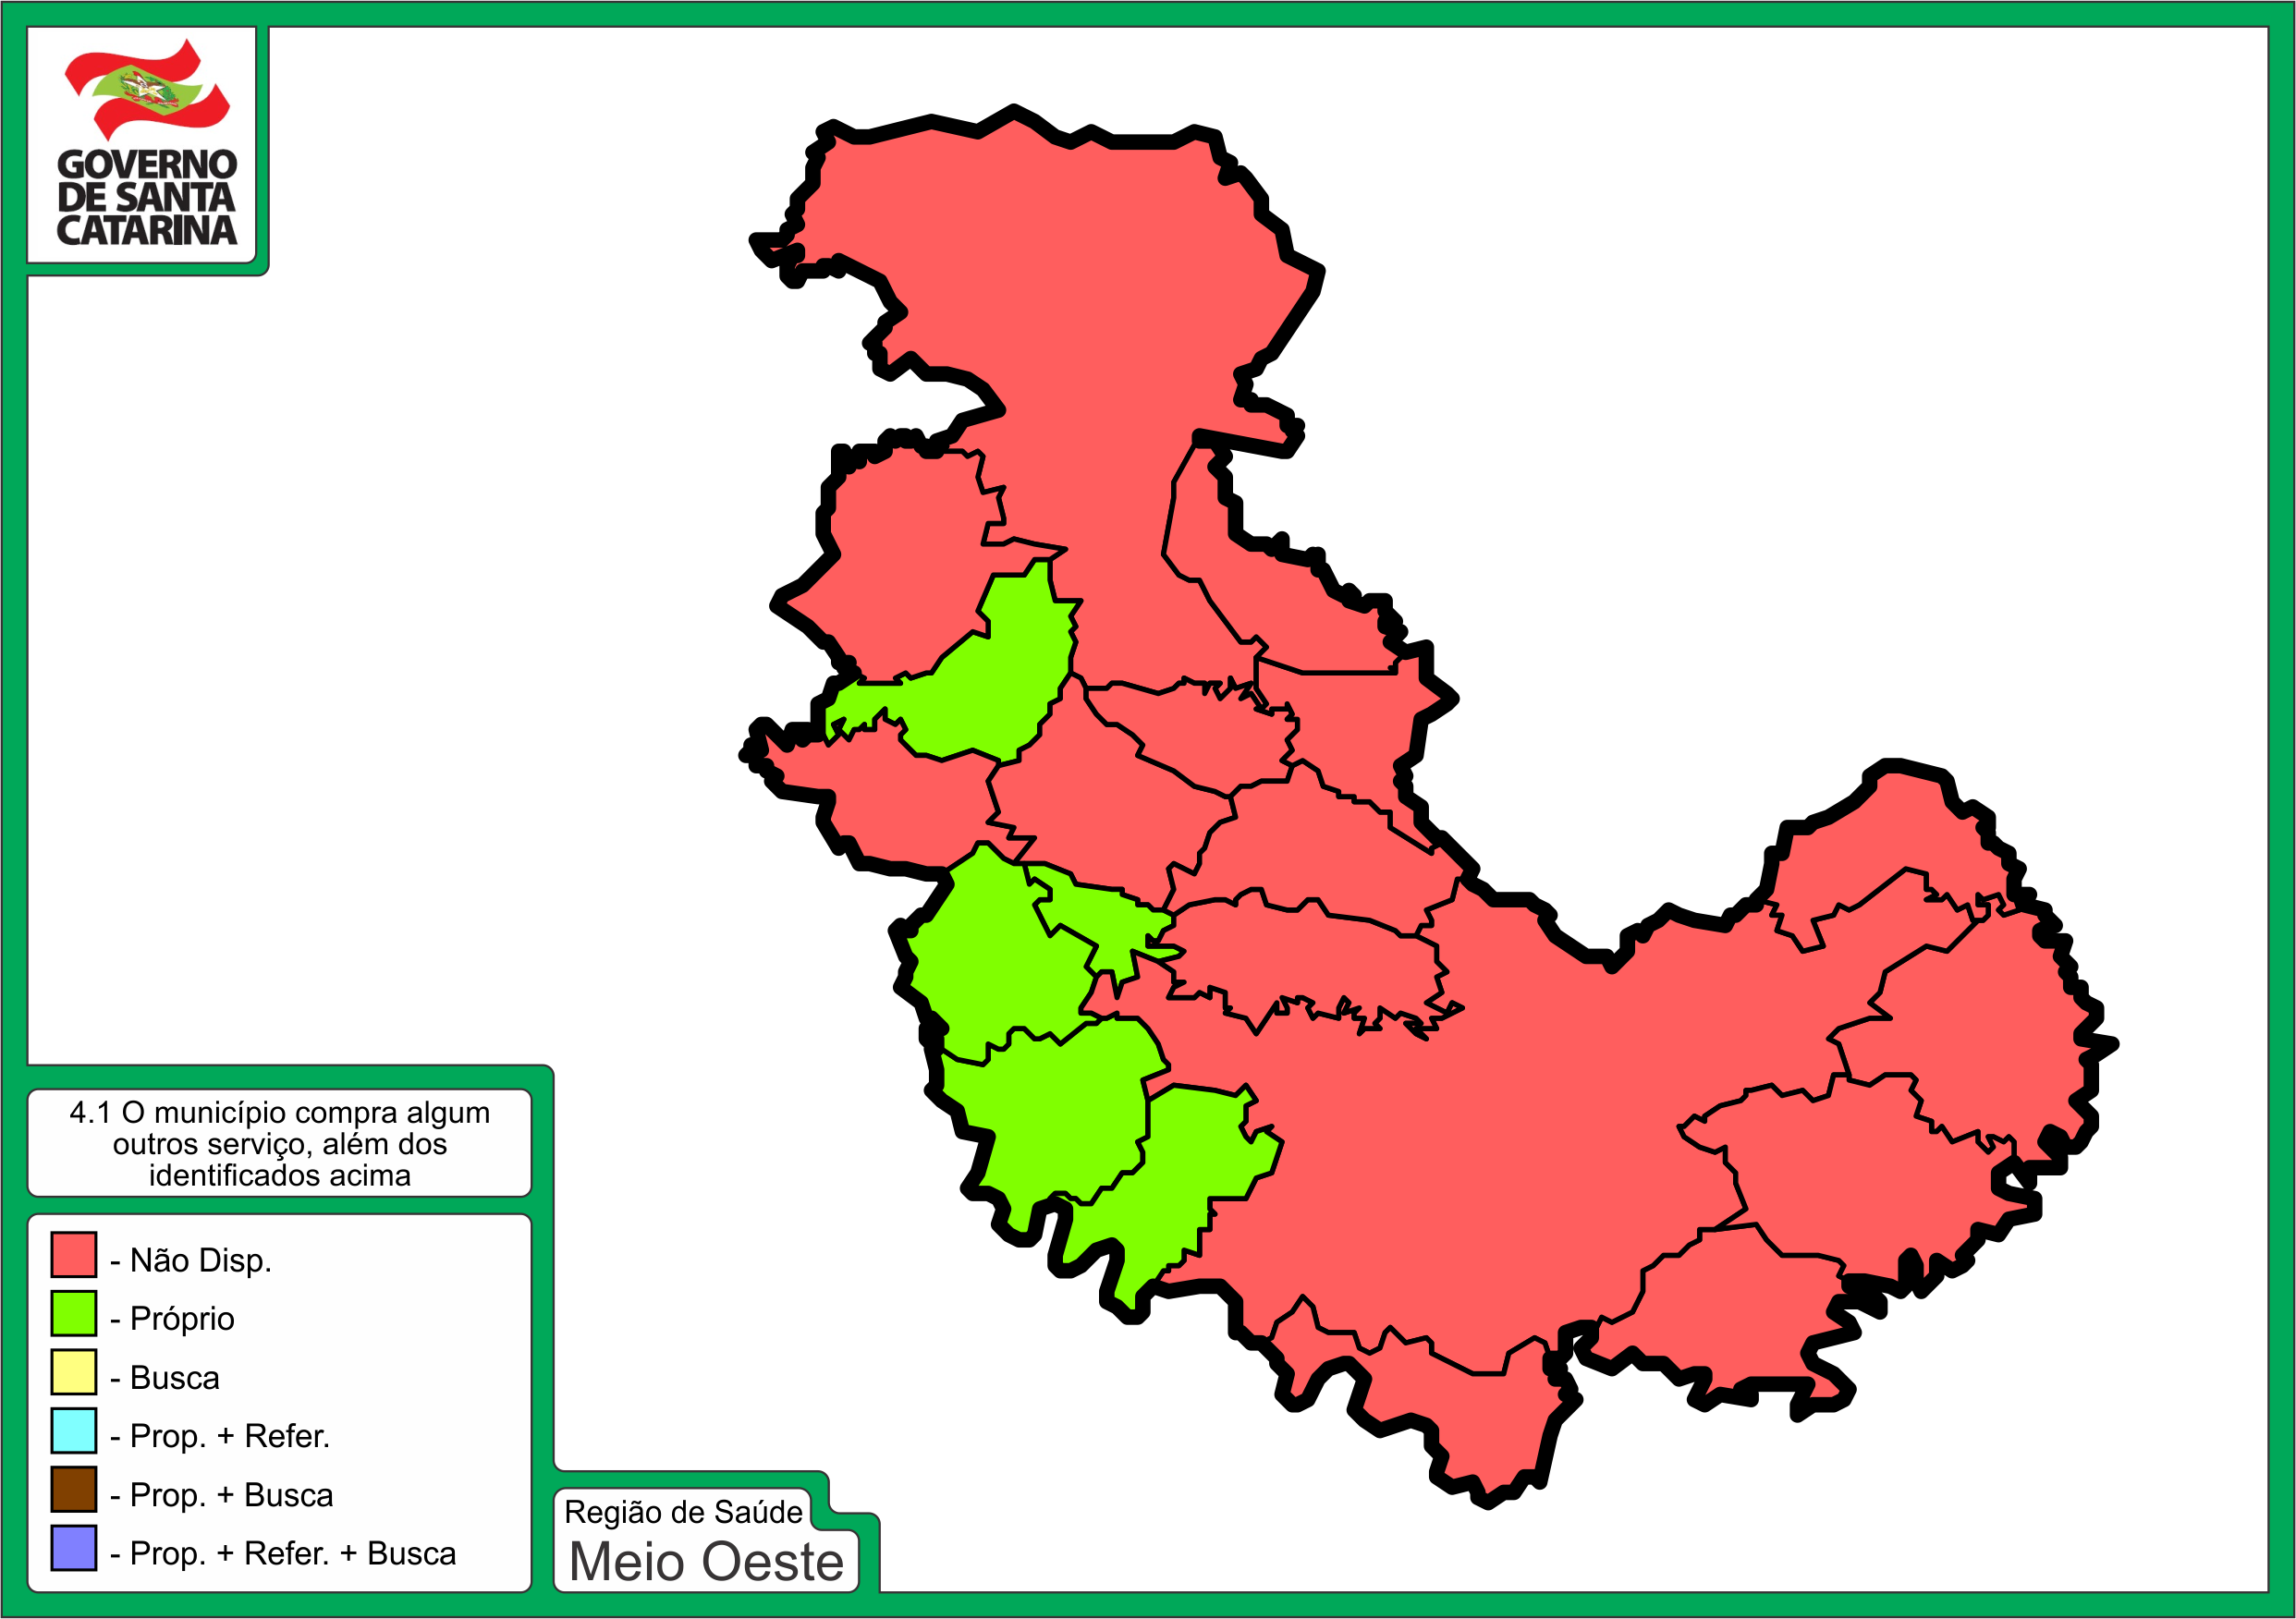 GOVERNO
DE SANTA
CATARINA
4.1 O município compra algum
outros serviço, além dos
identificados acima
- Não Disp.
- Próprio
- Busca
- Prop. + Refer.
- Prop. + Busca
- Prop. + Refer. + Busca
Região de Saúde
Meio Oeste